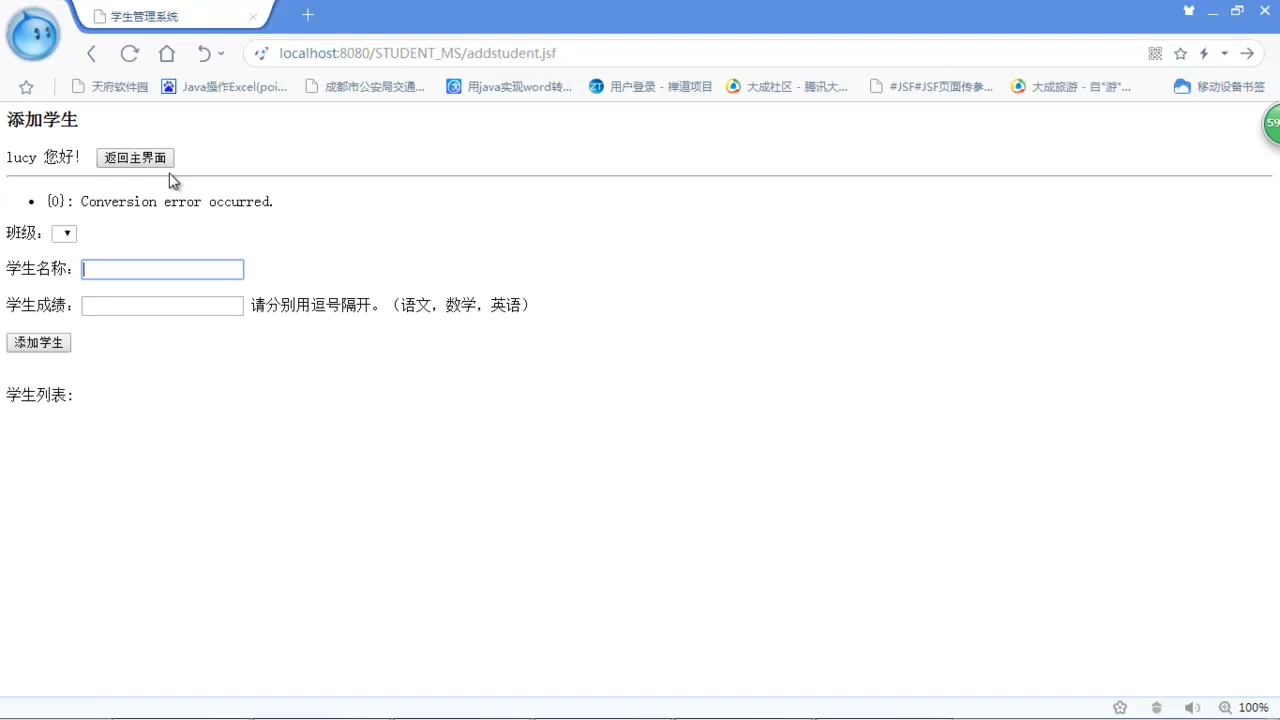 学生管理系统
localhost:8080/STUDENT_MS/addstudent.jsf
天府软件园 Java操作Excel(poi... 成都市公安局交通... 用java实现word转... 用户登录 - 禅道项目 大成社区 - 腾讯大... #JSF#JSF页面传参... 大成旅游 - 自"游"... 移动设备书签
添加学生
59
lucy 您好! 返回主界面
{0}: Conversion error occurred.
班级:
学生名称:
学生成绩: 请分别用逗号隔开。（语文，数学，英语）
添加学生
学生列表:
100%